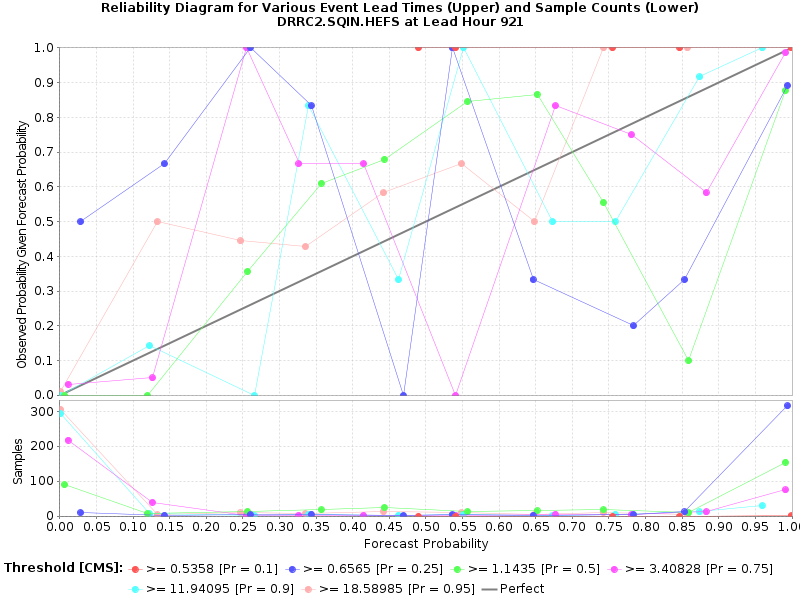 Reliability Diagram for Various Event Lead Times (Upper) and Sample Counts (Lower)
DRRC2.SQIN.HEFS at Lead Hour 921
Observed Probability Given Forecast Probability
1.0
0.9
0.8
0.7
0.6
0.5
0.4
0.3
0.2
0.1
0.0
Samples
300
200
100
0
0.00 0.05 0.10 0.15 0.20 0.25 0.30 0.35 0.40 0.45 0.50 0.55 0.60 0.65 0.70 0.75 0.80 0.85 0.90 0.95 1.0
Forecast Probability
Threshold [CMS]: >= 0.5358 [Pr = 0.1] >= 0.6565 [Pr = 0.25] >= 1.1435 [Pr = 0.5] >= 3.40828 [Pr = 0.75]
>= 11.94095 [Pr = 0.9] >= 18.58985 [Pr = 0.95] Perfect